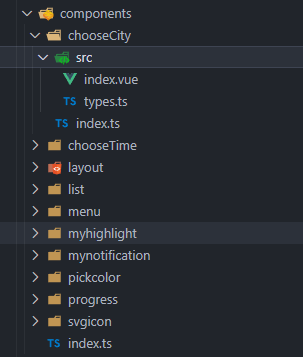 components
chooseCity
src
index.vue
TS types.ts
TS index.ts
chooseTime
layout
list
menu
myhighlight
mynotification
pickcolor
progress
svgicon
TS index.ts